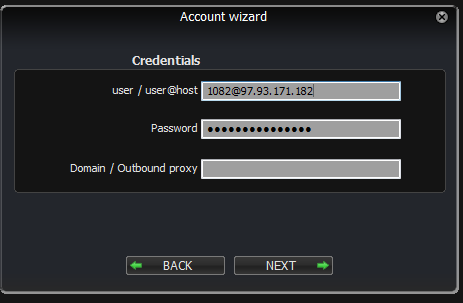 Account wizard
Credentials
user / user@host 1082@97.93.171.182
Password ●●●●●●●●●●●●●●●
Domain / Outbound proxy
BACK NEXT